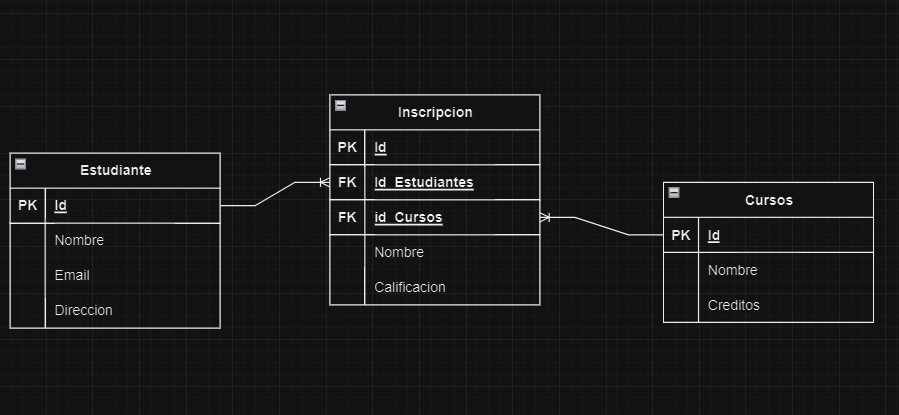 Estudiante
PK Id
Nombre
Email
Direccion
Inscripcion
PK Id
FK Id_Estudiantes
FK id_Cursos
Nombre
Calificacion
Cursos
PK Id
Nombre
Creditos